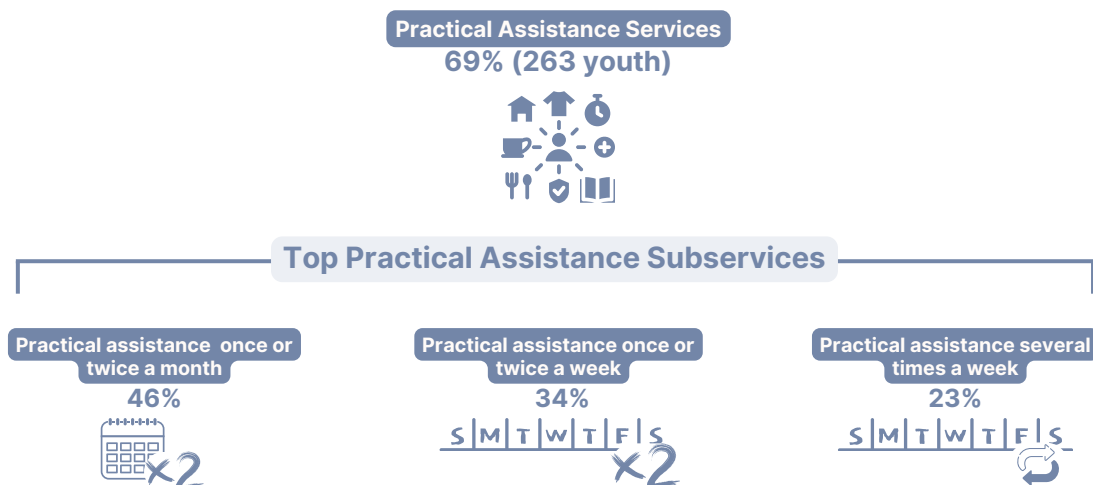 Practical Assistance Services
69% (263 youth)
Top Practical Assistance Subservices
Practical assistance once or
twice a month
46%
x2
Practical assistance once or
twice a week
34%
S M T W T F S
x2
Practical assistance several
times a week
23%
S M T W T F S